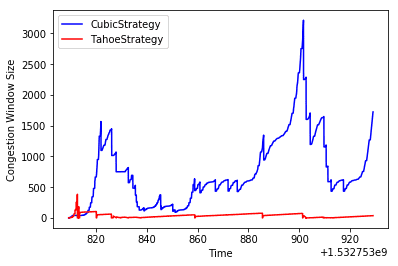 CubicStrategy
TahoeStrategy
Congestion Window Size
3000
2500
2000
1500
1000
500
0
820
840
860
880
900
920
Time
+1.532753e9